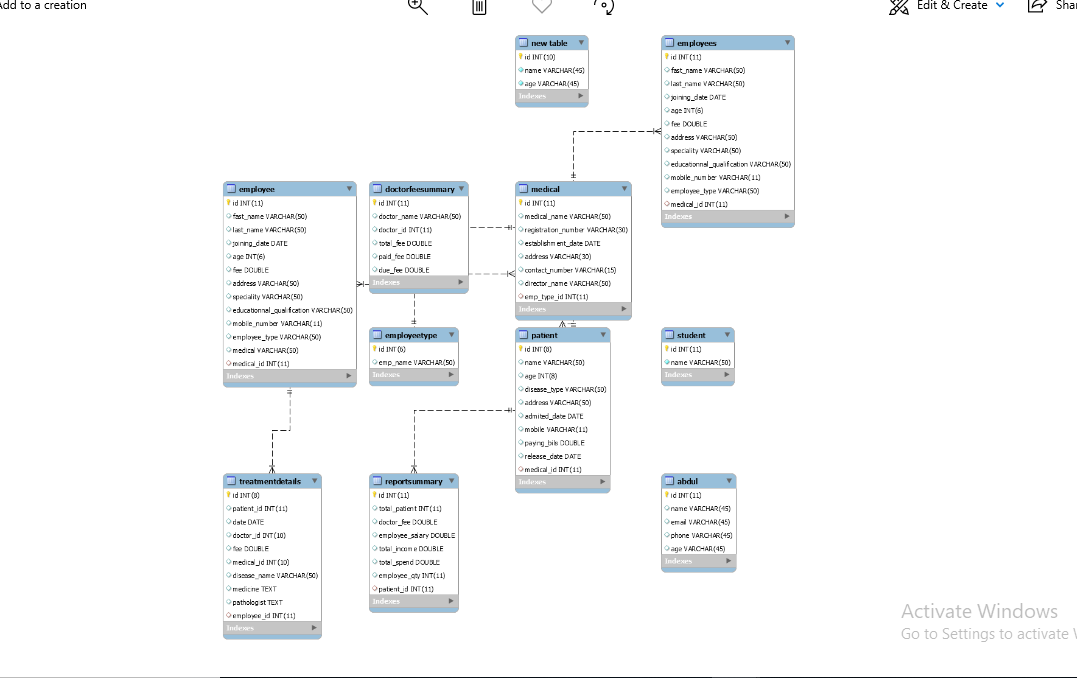 Add to a creation
Edit & Create
Shar
new table
id INT(10)
name VARCHAR(45)
age VARCHAR(45)
Indexes
employees
id INT(11)
fast_name VARCHAR(50)
last_name VARCHAR(50)
joining_date DATE
age INT(6)
fee DOUBLE
address VARCHAR(50)
speciality VARCHAR(50)
educationnal_qualification VARCHAR(50)
mobile_number VARCHAR(11)
employee_type VARCHAR(50)
medical_id INT(11)
Indexes
employee
id INT(11)
fast_name VARCHAR(50)
last_name VARCHAR(50)
joining_date DATE
age INT(6)
fee DOUBLE
address VARCHAR(50)
speciality VARCHAR(50)
educationnal_qualification VARCHAR(50)
mobile_number VARCHAR(11)
employee_type VARCHAR(50)
medical VARCHAR(50)
medical_id INT(11)
Indexes
doctorfeesummary
id INT(11)
doctor_name VARCHAR(50)
doctor_id INT(11)
total_fee DOUBLE
paid_fee DOUBLE
due_fee DOUBLE
Indexes
medical
id INT(11)
medical_name VARCHAR(50)
registration_number VARCHAR(30)
establishment_date DATE
address VARCHAR(30)
contact_number VARCHAR(15)
director_name VARCHAR(50)
emp_type_id INT(11)
Indexes
employeetype
id INT(6)
emp_name VARCHAR(50)
Indexes
patient
id INT(8)
name VARCHAR(50)
age INT(8)
disease_type VARCHAR(50)
address VARCHAR(50)
admited_date DATE
mobile VARCHAR(11)
paying_bils DOUBLE
release_date DATE
medical_id INT(11)
Indexes
student
id INT(11)
name VARCHAR(50)
Indexes
treatmentdetails
id INT(8)
patient_id INT(11)
date DATE
doctor_id INT(10)
fee DOUBLE
medical_id INT(10)
disease_name VARCHAR(50)
medicine TEXT
pathologist TEXT
employee_id INT(11)
Indexes
reportsummary
id INT(11)
total_patient INT(11)
doctor_fee DOUBLE
employee_salary DOUBLE
total_income DOUBLE
total_spend DOUBLE
employee_qty INT(11)
patient_id INT(11)
Indexes
abdul
id INT(11)
name VARCHAR(45)
email VARCHAR(45)
phone VARCHAR(45)
age VARCHAR(45)
Indexes
Activate Windows
Go to Settings to activate W